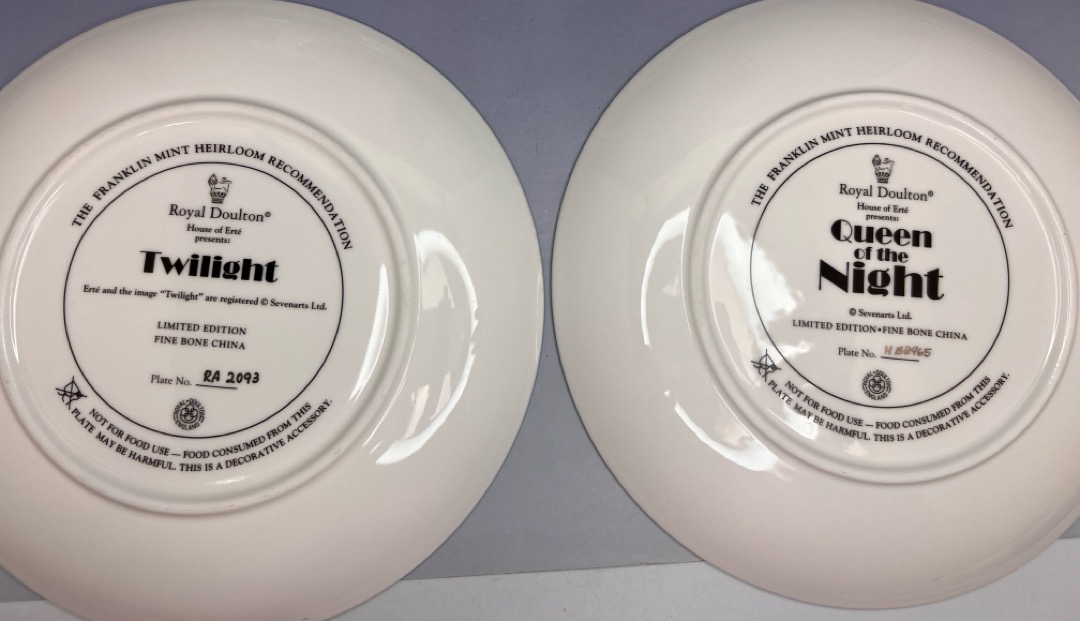 THE FRANKLIN MINT HEIRLOOM RECOMMENDATION
Royal Doulton®
House of Erté
presents:
Twilight
Erté and the image “Twilight” are registered © Sevenarts Ltd.
LIMITED EDITION
FINE BONE CHINA
Plate No. RA 2093
ENGLAND
NOT FOR FOOD USE — FOOD CONSUMED FROM THIS
PLATE MAY BE HARMFUL. THIS IS A DECORATIVE ACCESSORY.
THE FRANKLIN MINT HEIRLOOM RECOMMENDATION
Royal Doulton®
House of Erté
presents:
Queen
of the
Night
© Sevenarts Ltd.
LIMITED EDITION•FINE BONE CHINA
Plate No. HB2965
ENGLAND
NOT FOR FOOD USE — FOOD CONSUMED FROM THIS
PLATE MAY BE HARMFUL. THIS IS A DECORATIVE ACCESSORY.